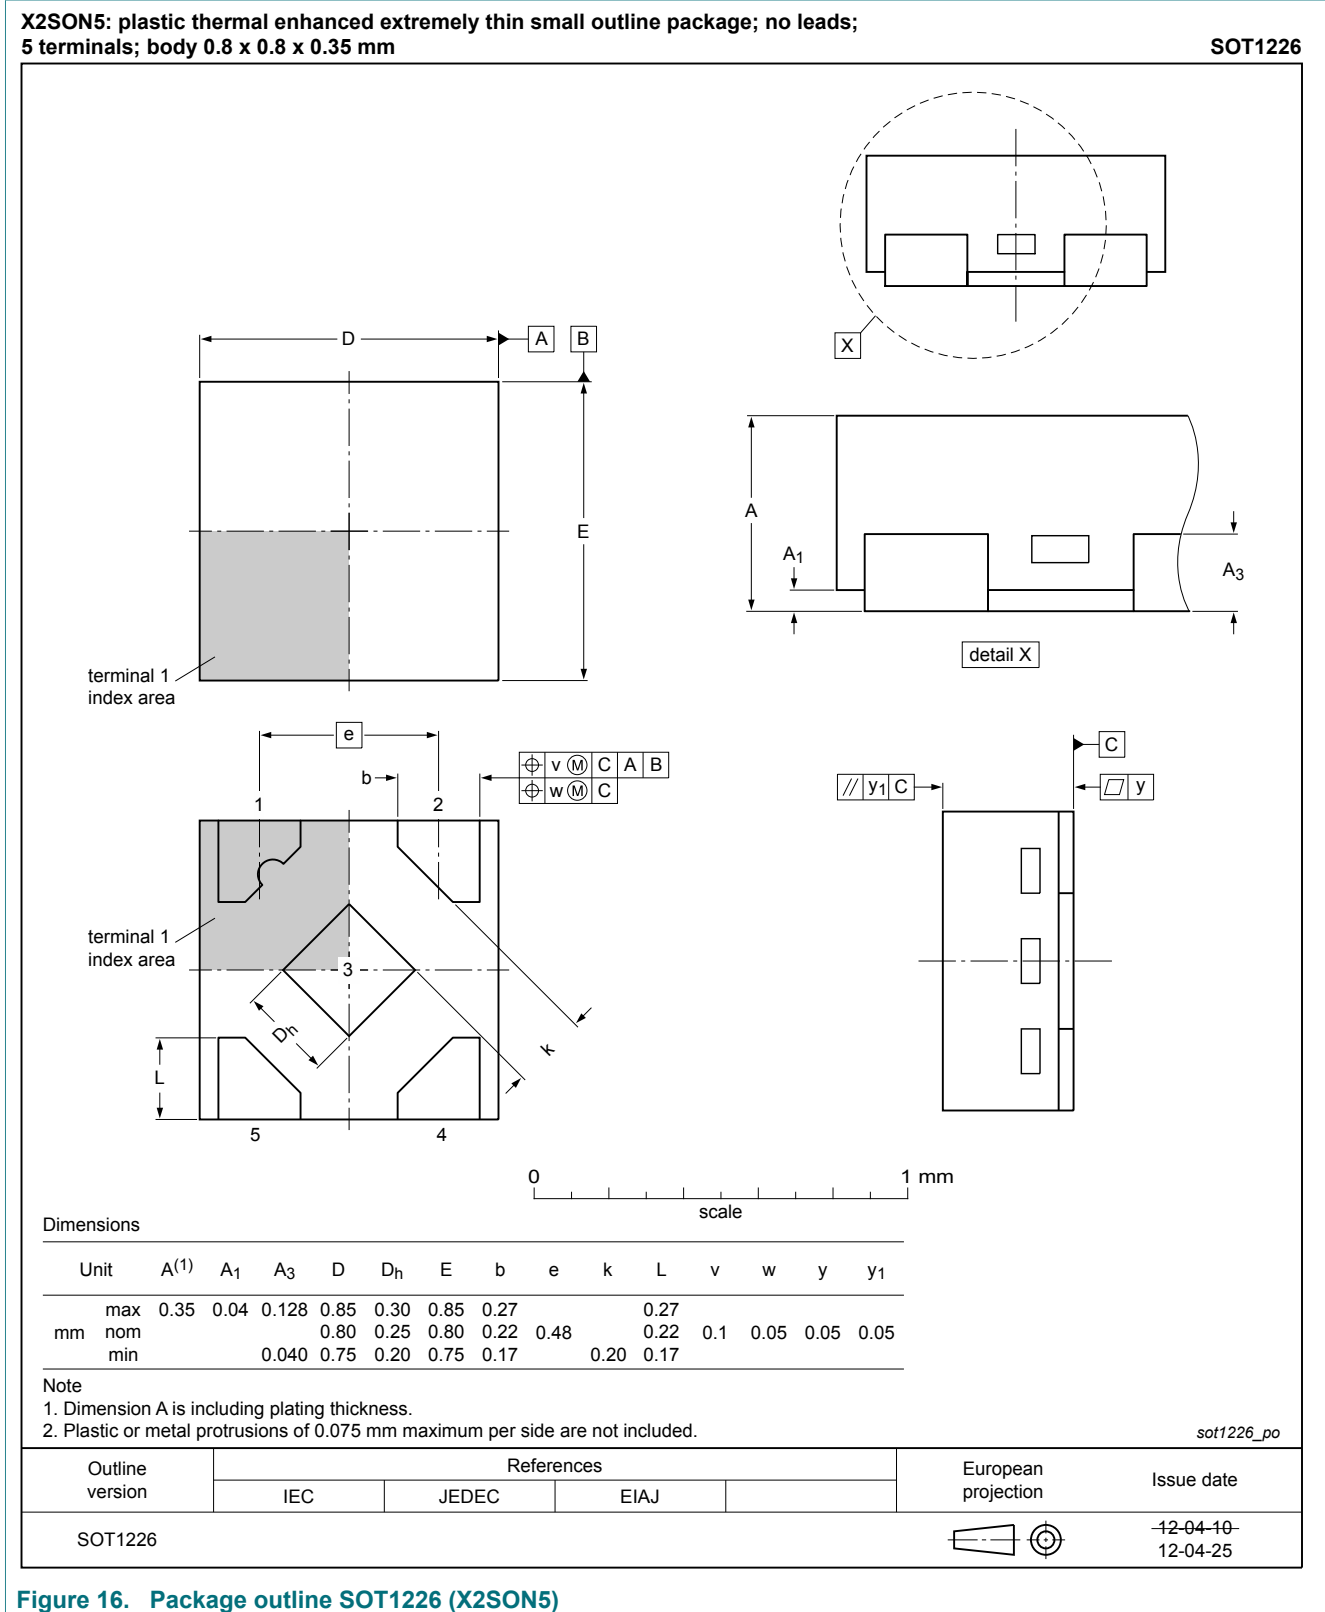 X2SON5: plastic thermal enhanced extremely thin small outline package; no leads;
5 terminals; body 0.8 x 0.8 x 0.35 mm
SOT1226
X
D
A
B
E
terminal 1
index area
A
A1
A3
detail X
e
b
v M C A B
w M C
1
2
terminal 1
index area
3
Dh
k
L
5
4
C
// y1 C
y
0
1 mm
scale
Dimensions
Unit A(1) A1 A3 D Dh E b e k L v w y y1
max 0.35 0.04 0.128 0.85 0.30 0.85 0.27 0.27
mm nom 0.80 0.25 0.80 0.22 0.48 0.22 0.1 0.05 0.05 0.05
min 0.040 0.75 0.20 0.75 0.17 0.20 0.17
Note
1. Dimension A is including plating thickness.
2. Plastic or metal protrusions of 0.075 mm maximum per side are not included.
sot1226_po
Outline
version
References
IEC
JEDEC
EIAJ
European
projection
Issue date
SOT1226
12-04-10
12-04-25
Figure 16. Package outline SOT1226 (X2SON5)